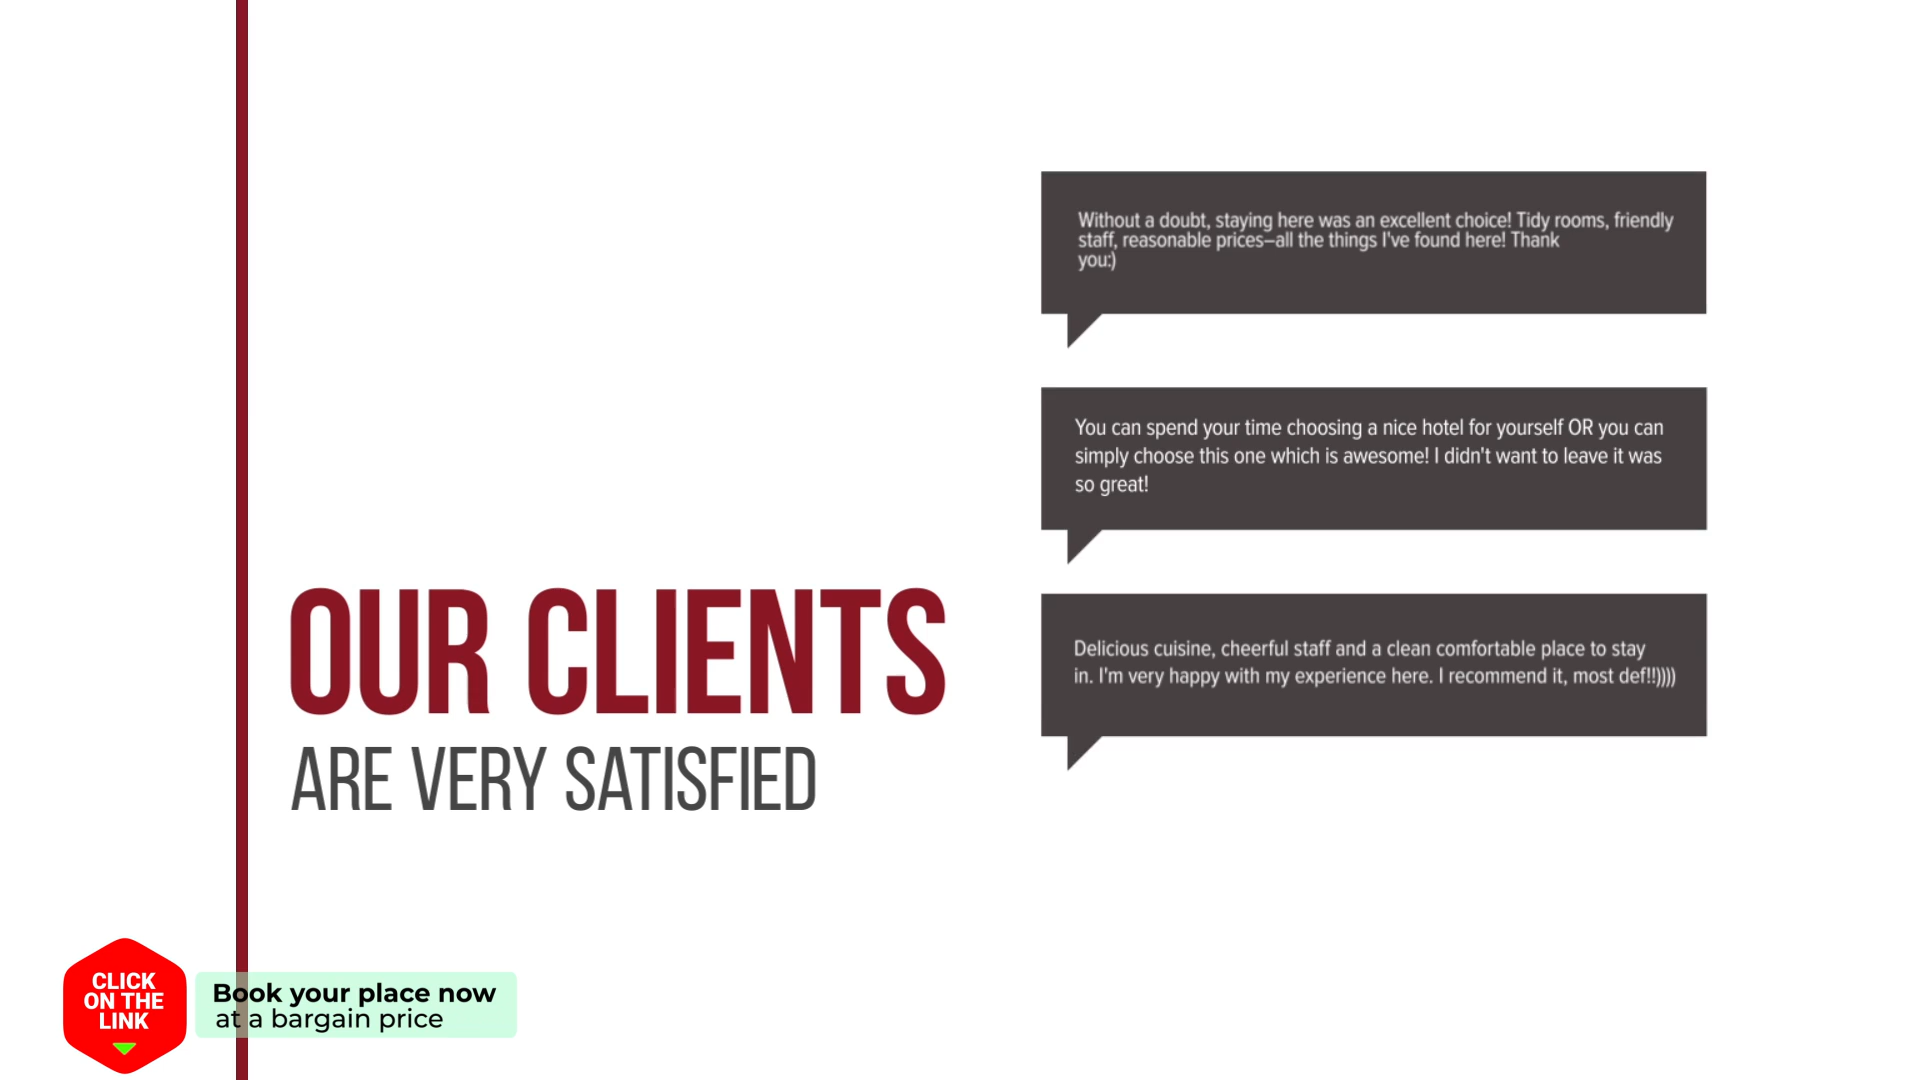 Without a doubt, staying here was an excellent choice! Tidy rooms, friendly
staff, reasonable prices–all the things I've found here! Thank
you:)
You can spend your time choosing a nice hotel for yourself OR you can
simply choose this one which is awesome! I didn't want to leave it was
so great!
OUR CLIENTS
ARE VERY SATISFIED
Delicious cuisine, cheerful staff and a clean comfortable place to stay
in. I'm very happy with my experience here. I recommend it, most def!!))))
CLICK
ON THE
LINK
Book your place now
at a bargain price